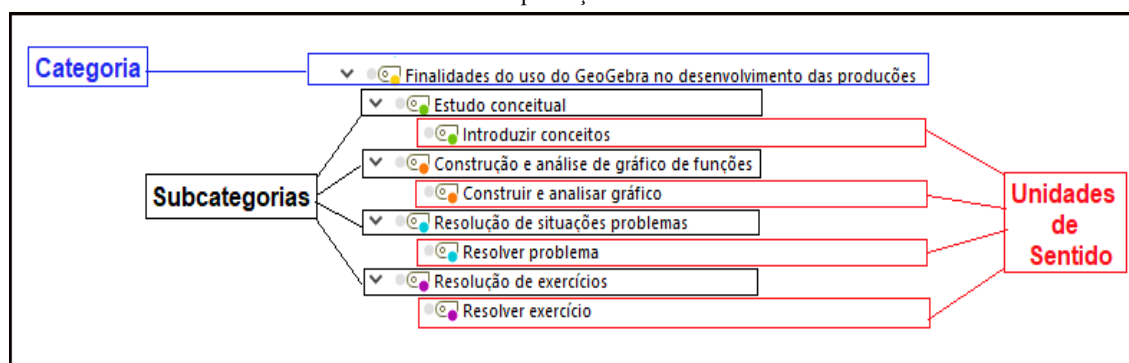 Categoria
Finalidades do uso do GeoGebra no desenvolvimento das produções
Estudo conceitual
Introduzir conceitos
Construção e análise de gráfico de funções
Construir e analisar gráfico
Subcategorias
Unidades
de
Sentido
Resolução de situações problemas
Resolver problema
Resolução de exercícios
Resolver exercício